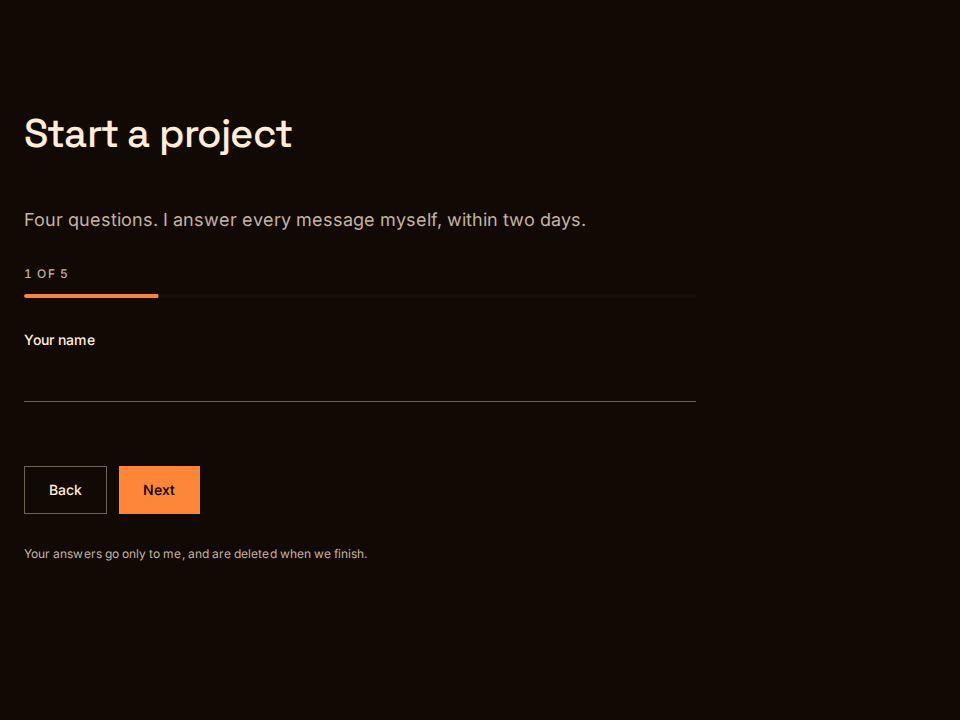 Start a project
Four questions. I answer every message myself, within two days.
1 OF 5
Your name
Back
Next
Your answers go only to me, and are deleted when we finish.